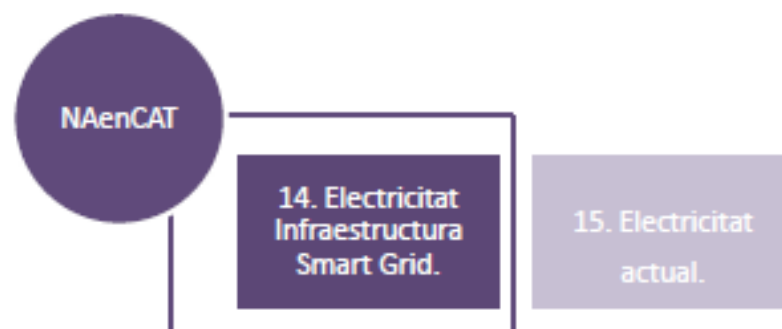 NAenCAT
14. Electricitat
Infraestructura
Smart Grid.
15. Electricitat
actual.